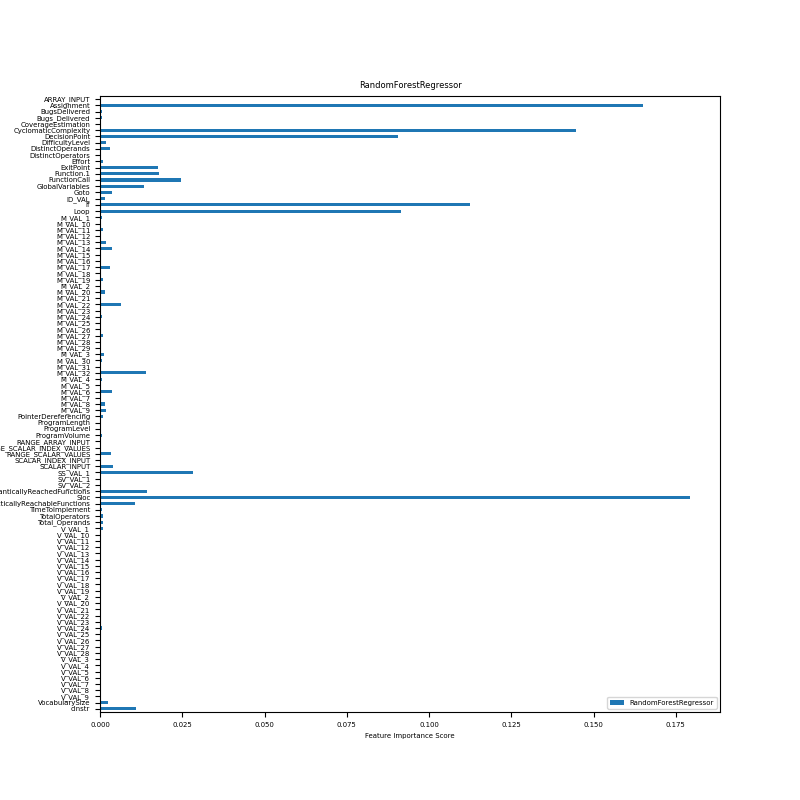 RandomForestRegressor
ARRAY_INPUT
Assignment
BugsDelivered
Bugs_Delivered
CoverageEstimation
CyclomaticComplexity
DecisionPoint
DifficultyLevel
DistinctOperands
DistinctOperators
Effort
ExitPoint
Function.1
FunctionCall
GlobalVariables
Goto
ID_VAL
If
Loop
M_VAL_1
M_VAL_10
M_VAL_11
M_VAL_12
M_VAL_13
M_VAL_14
M_VAL_15
M_VAL_16
M_VAL_17
M_VAL_18
M_VAL_19
M_VAL_2
M_VAL_20
M_VAL_21
M_VAL_22
M_VAL_23
M_VAL_24
M_VAL_25
M_VAL_26
M_VAL_27
M_VAL_28
M_VAL_29
M_VAL_3
M_VAL_30
M_VAL_31
M_VAL_32
M_VAL_4
M_VAL_5
M_VAL_6
M_VAL_7
M_VAL_8
M_VAL_9
PointerDereferencing
ProgramLength
ProgramLevel
ProgramVolume
RANGE_ARRAY_INPUT
E_SCALAR_INDEX_VALUES
RANGE_SCALAR_VALUES
SCALAR_INDEX_INPUT
SCALAR_INPUT
SS_VAL_1
SV_VAL_1
SV_VAL_2
anticallyReachedFunctions
Sloc
ticallyReachableFunctions
TimeToImplement
TotalOperators
Total_Operands
V_VAL_1
V_VAL_10
V_VAL_11
V_VAL_12
V_VAL_13
V_VAL_14
V_VAL_15
V_VAL_16
V_VAL_17
V_VAL_18
V_VAL_19
V_VAL_2
V_VAL_20
V_VAL_21
V_VAL_22
V_VAL_23
V_VAL_24
V_VAL_25
V_VAL_26
V_VAL_27
V_VAL_28
V_VAL_3
V_VAL_4
V_VAL_5
V_VAL_6
V_VAL_7
V_VAL_8
V_VAL_9
VocabularySize
cinstr
RandomForestRegressor
0.000 0.025 0.050 0.075 0.100 0.125 0.150 0.175
Feature Importance Score